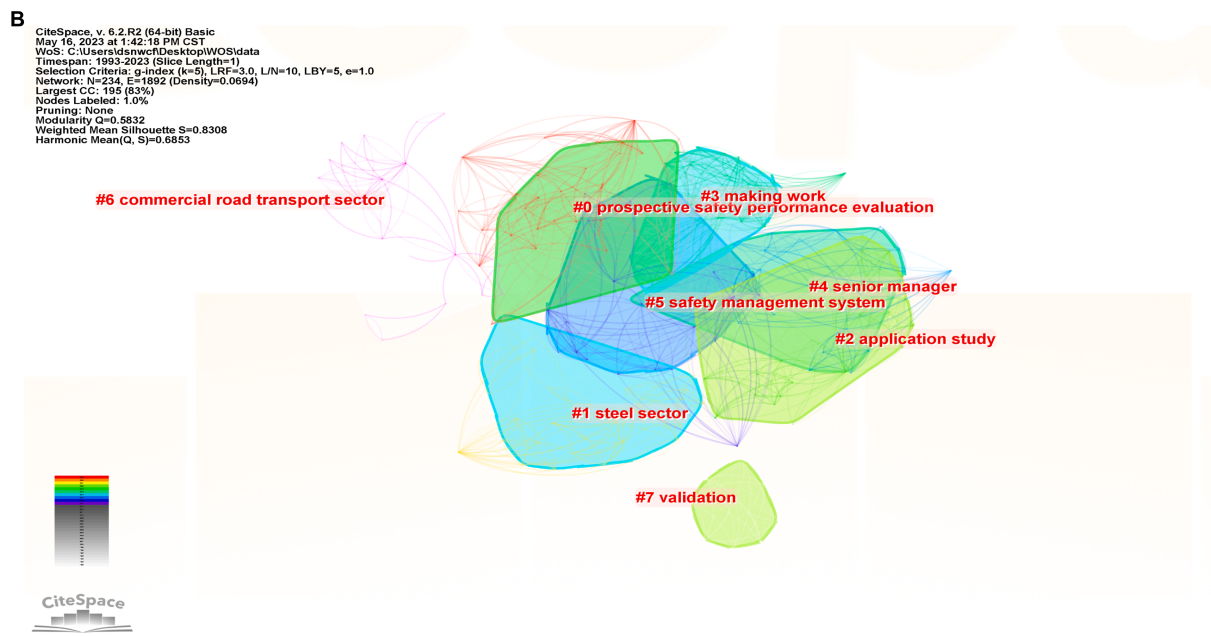 B
CiteSpace, v. 6.2.R2 (64-bit) Basic
May 16, 2023 at 1:42:18 PM CST
WoS: C:\Users\dsnwcf\Desktop\WOS\data
Timespan: 1993-2023 (Slice Length=1)
Selection Criteria: g-index (k=5), LRF=3.0, L/N=10, LBY=5, e=1.0
Network: N=234, E=1892 (Density=0.0694)
Largest CC: 195 (83%)
Nodes Labeled: 1.0%
Pruning: None
Modularity Q=0.5832
Weighted Mean Silhouette S=0.8308
Harmonic Mean(Q, S)=0.6853
#6 commercial road transport sector
#3 making work
#0 prospective safety performance evaluation
#4 senior manager
#5 safety management system
#2 application study
#1 steel sector
#7 validation
CiteSpace